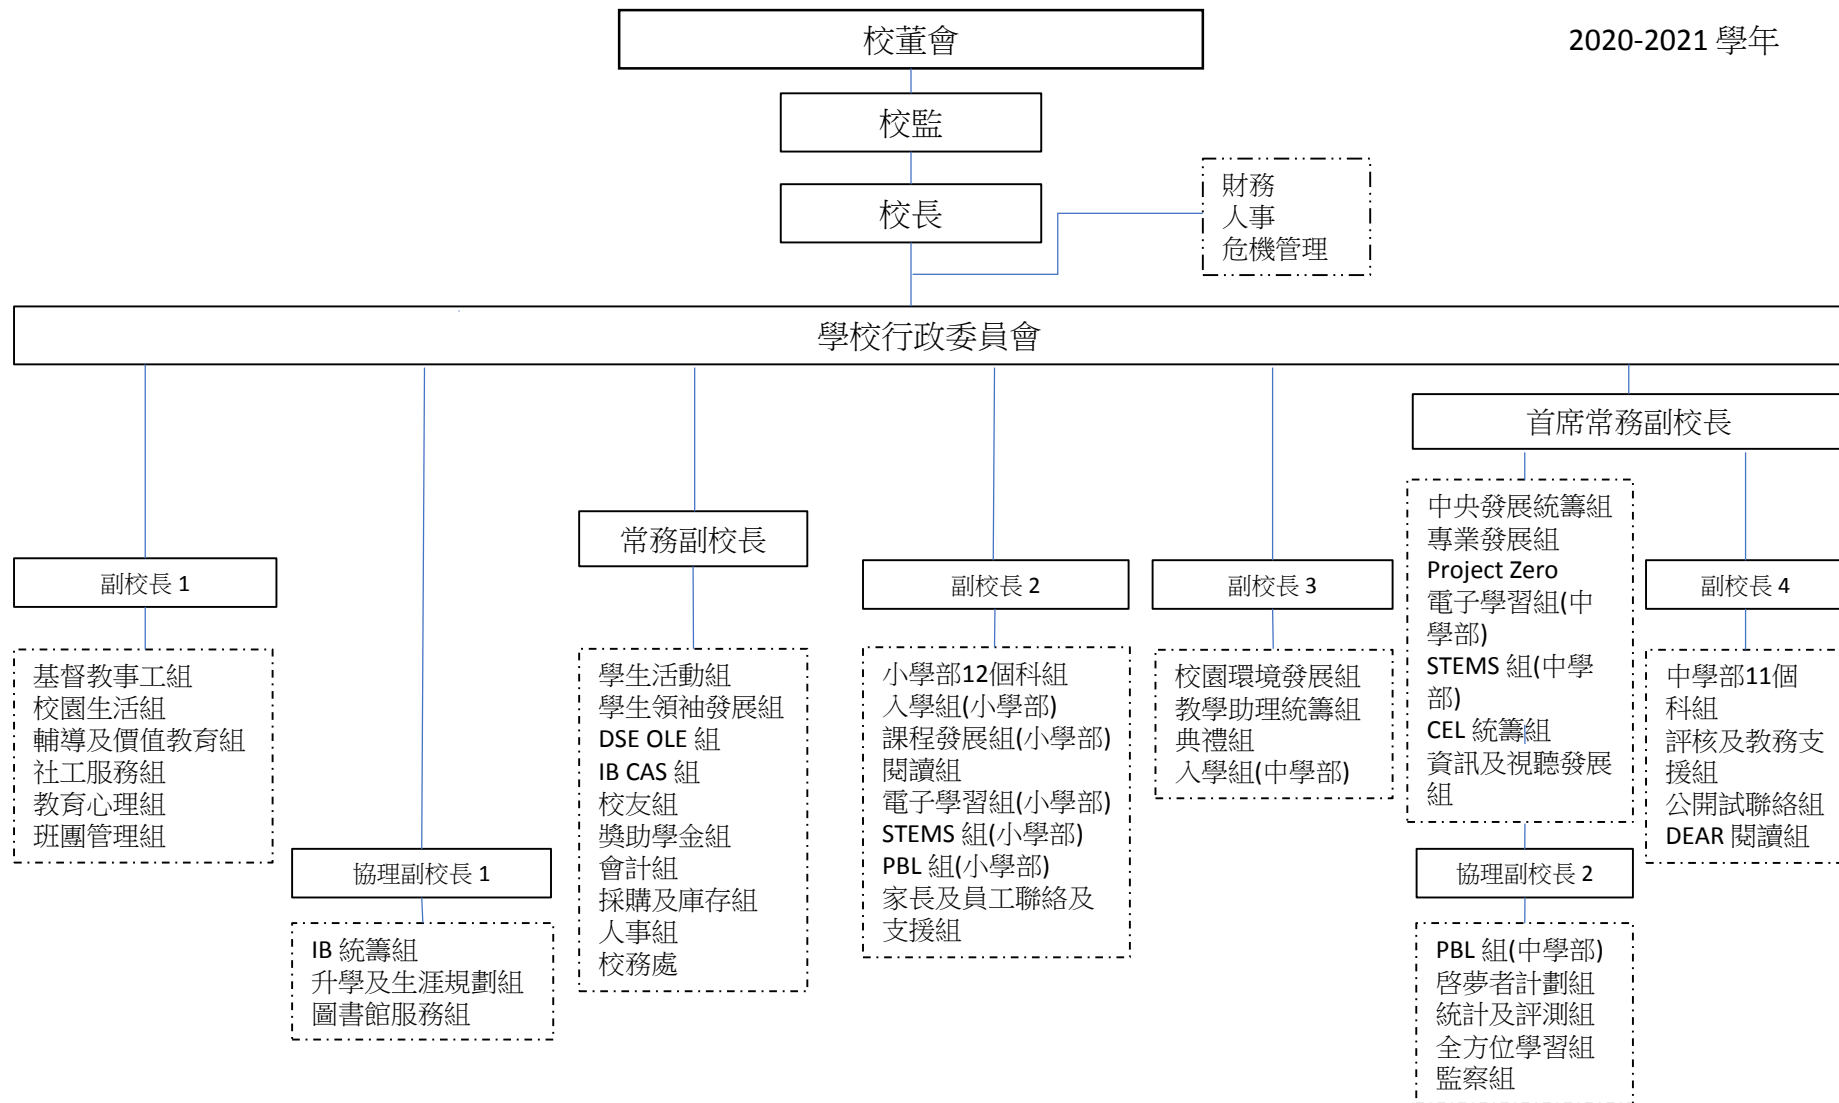 校董會
2020-2021 學年
校監
校長
財務
人事
危機管理
學校行政委員會
首席常務副校長
常務副校長
副校長 1
副校長 2
副校長 3
副校長 4
基督教事工組
校園生活組
輔導及價值教育組
社工服務組
教育心理組
班團管理組
協理副校長 1
IB 統籌組
升學及生涯規劃組
圖書館服務組
學生活動組
學生領袖發展組
DSE OLE 組
IB CAS 組
校友組
獎助學金組
會計組
採購及庫存組
人事組
校務處
小學部12個科組
入學組(小學部)
課程發展組(小學部)
閱讀組
電子學習組(小學部)
STEMS 組(小學部)
PBL 組(小學部)
家長及員工聯絡及
支援組
校園環境發展組
教學助理統籌組
典禮組
入學組(中學部)
中央發展統籌組
專業發展組
Project Zero
電子學習組(中
學部)
STEMS 組(中學
部)
CEL 統籌組
資訊及視聽發展
組
協理副校長 2
PBL 組(中學部)
啓夢者計劃組
統計及評測組
全方位學習組
監察組
中學部11個
科組
評核及教務支
援組
公開試聯絡組
DEAR 閱讀組